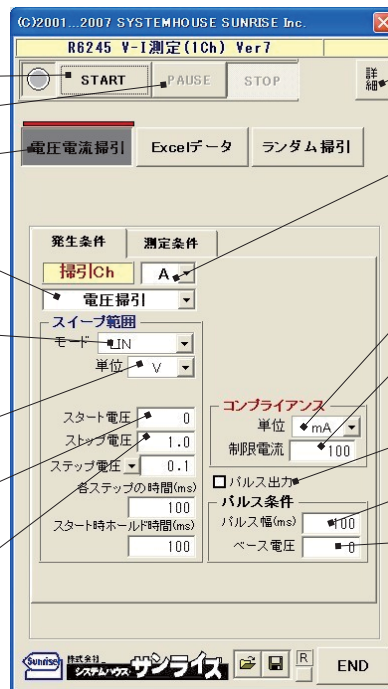 (C)2001...2007 SYSTEMHOUSE SUNRISE Inc.
R6245 V-I測定(1Ch) Ver7
START PAUSE STOP 詳細
電圧電流掃引 Excelデータ ランダム掃引
発生条件 測定条件
掃引Ch A
電圧掃引
スイープ範囲
モード LIN
単位 V
スタート電圧 0
ストップ電圧 1.0
ステップ電圧 0.1
各ステップの時間(ms)
100
スタート時ホールド時間(ms)
100
コンプライアンス
単位 mA
制限電流 100
パルス出力
パルス条件
パルス幅(ms) 100
ベース電圧 0
Sunrise 株式会社 システムハウス サンライズ R END